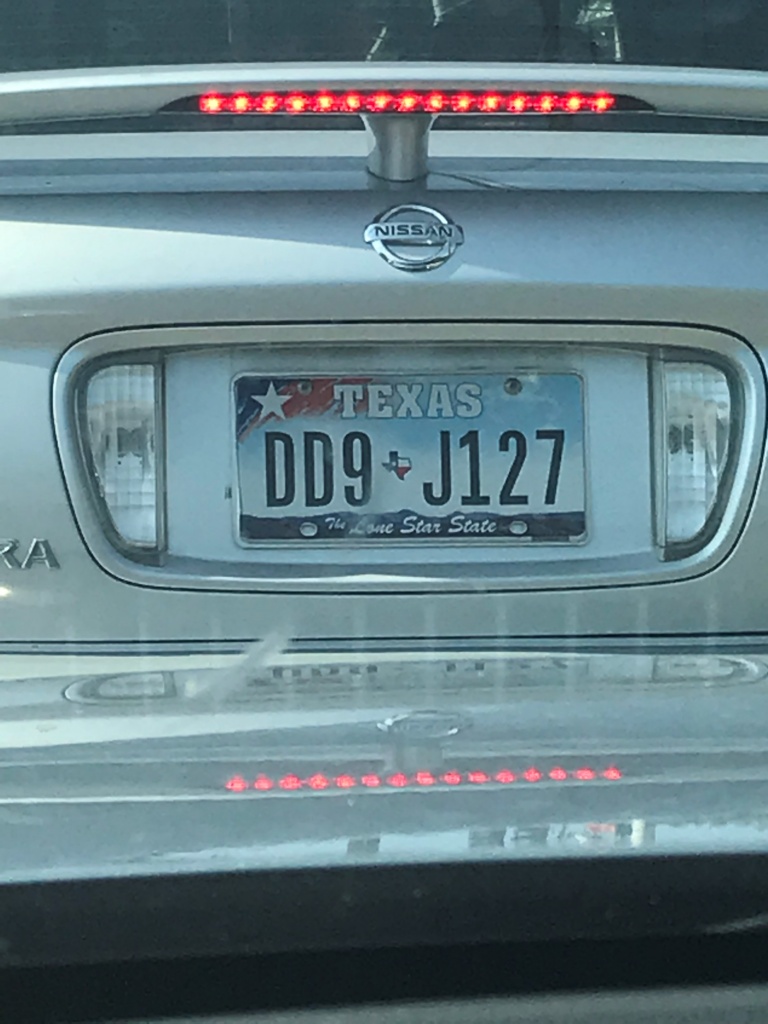 NISSAN
TEXAS
DD9 J127
The Lone Star State
RA